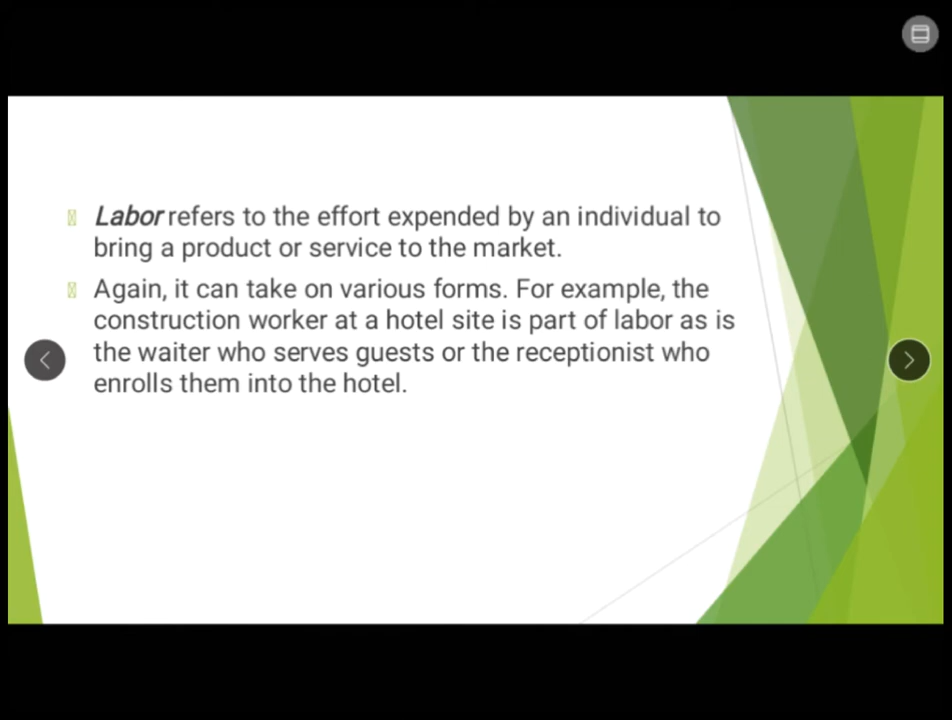 Labor refers to the effort expended by an individual to
bring a product or service to the market.
Again, it can take on various forms. For example, the
construction worker at a hotel site is part of labor as is
the waiter who serves guests or the receptionist who
enrolls them into the hotel.